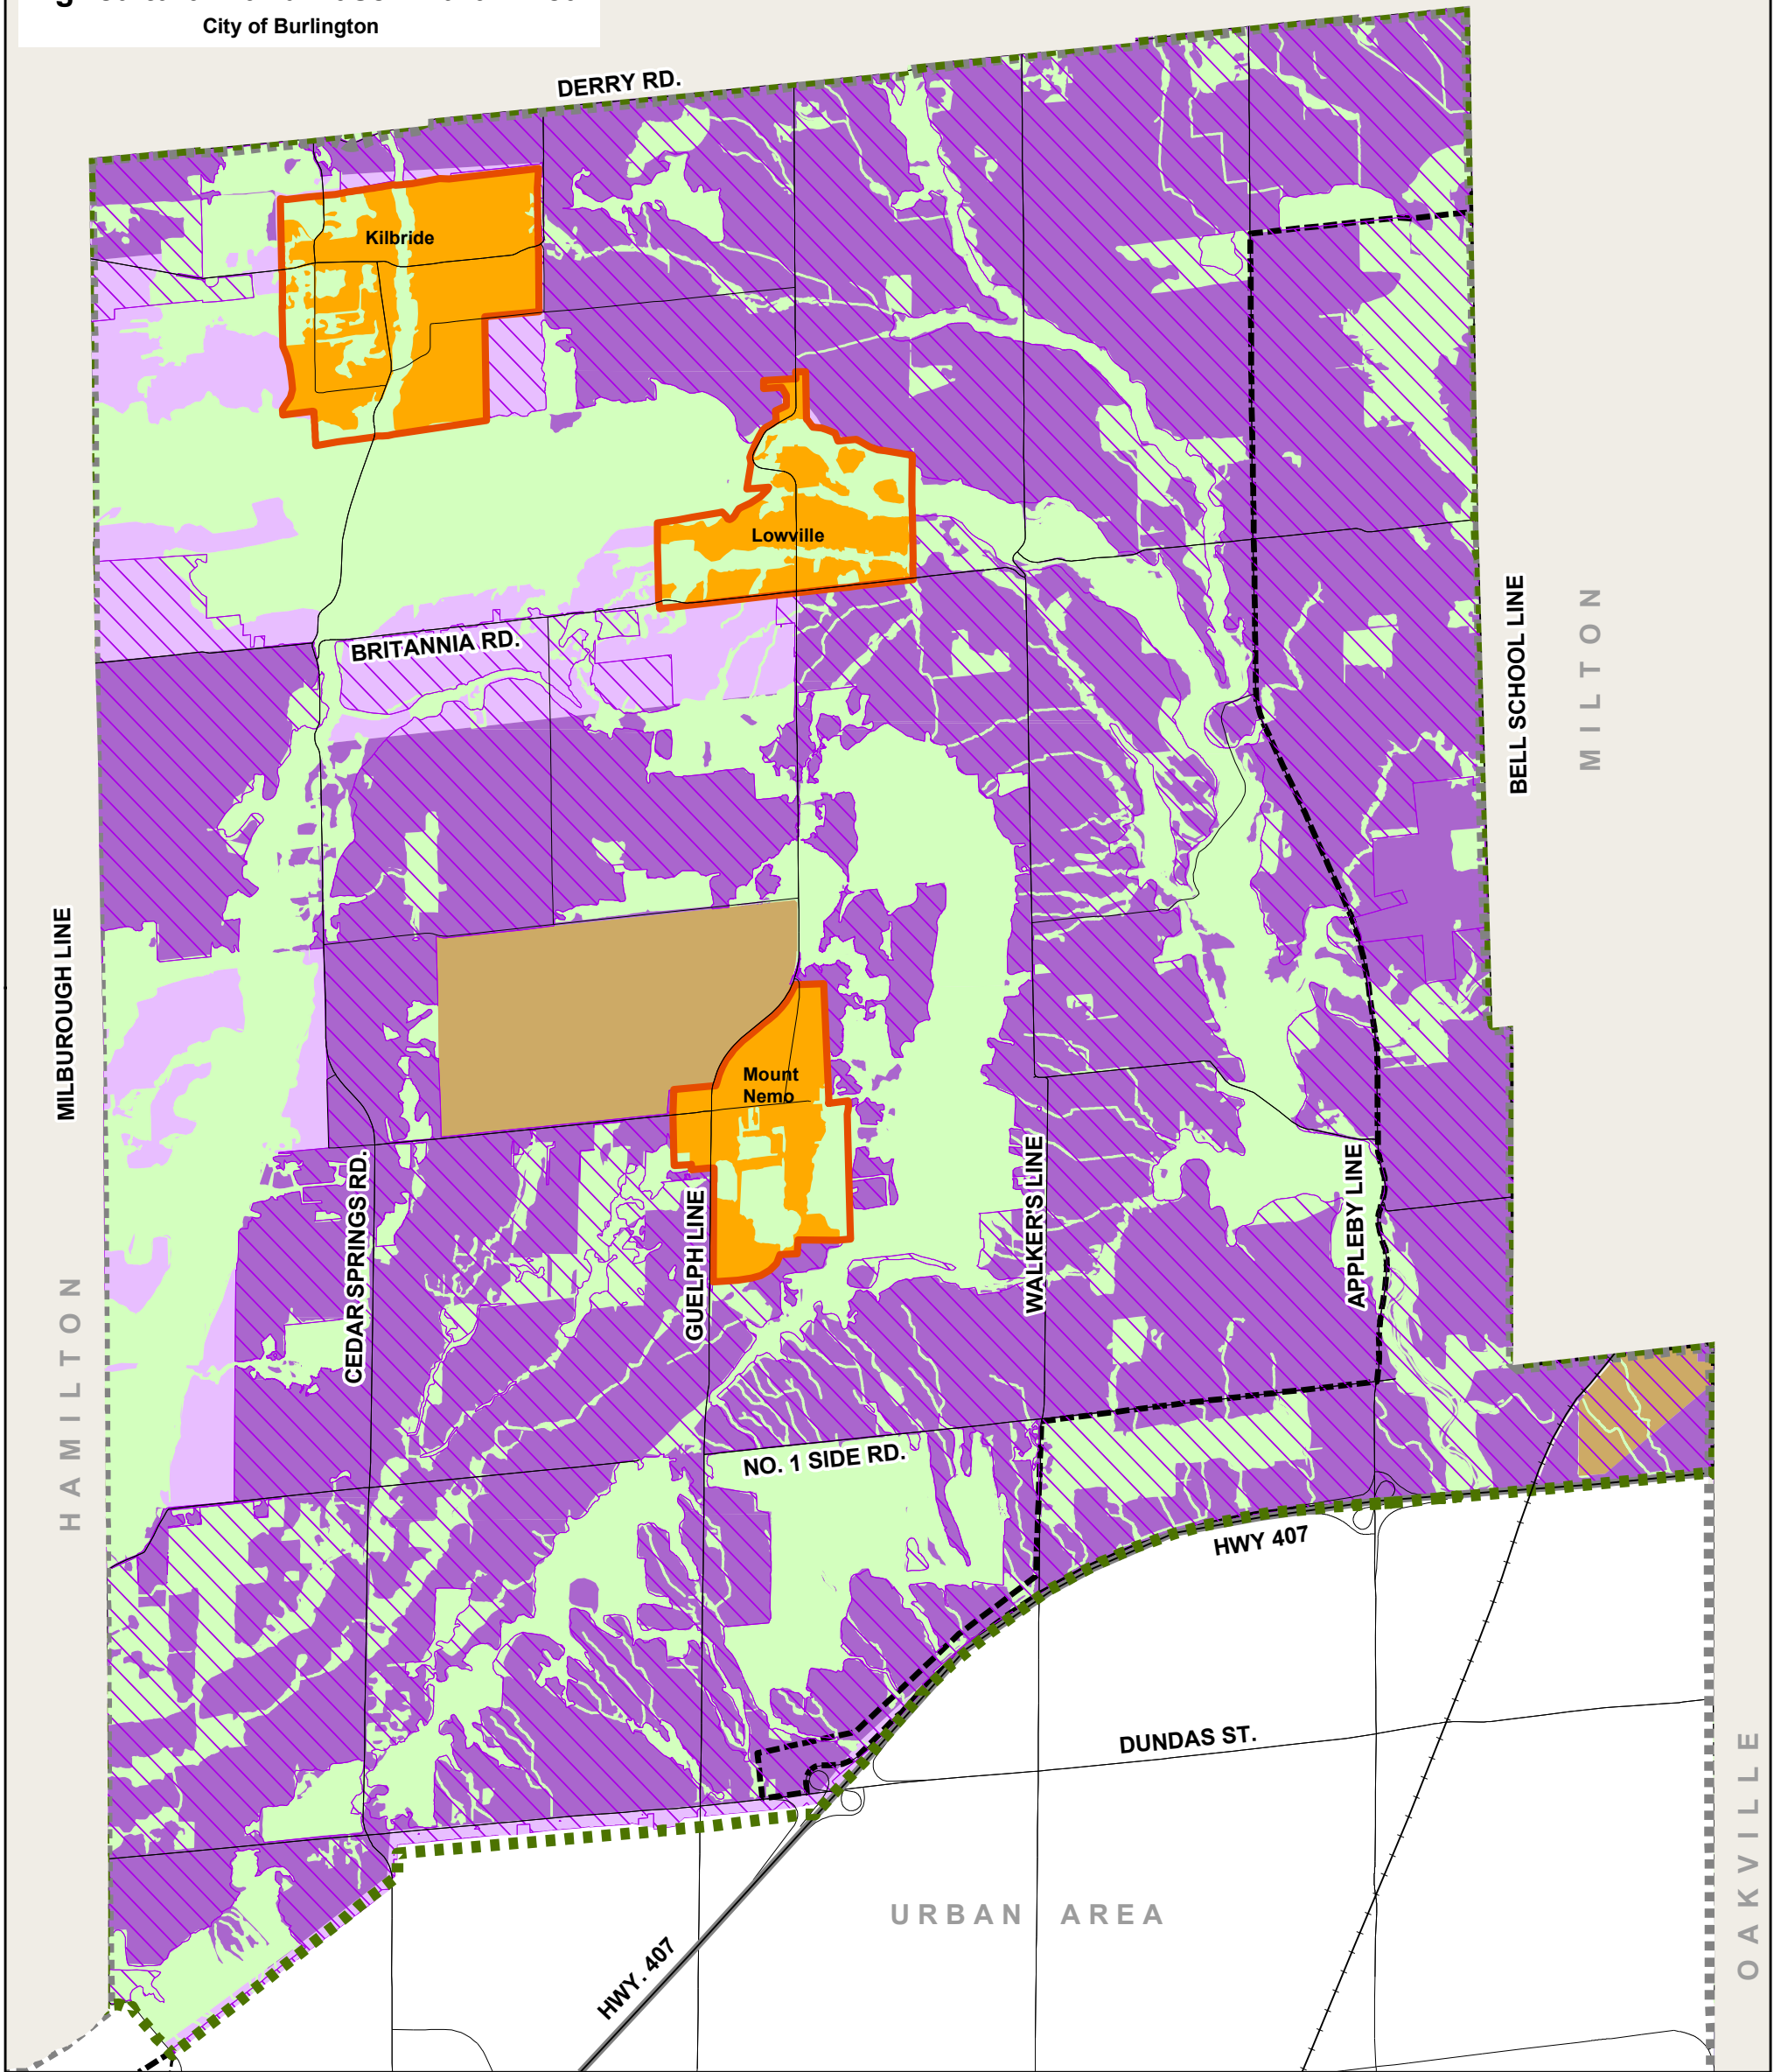 City of Burlington
DERRY RD.
Kilbride
Lowville
BRITANNIA RD.
BELL SCHOOL LINE
MILTON
MILBOROUGH LINE
Mount
Nemo
CEDAR SPRINGS RD.
GUELPH LINE
WALKER'S LINE
APPLEBY LINE
HAMILTON
NO. 1 SIDE RD.
HWY 407
DUNDAS ST.
OAKVILLE
URBAN AREA
HWY. 407